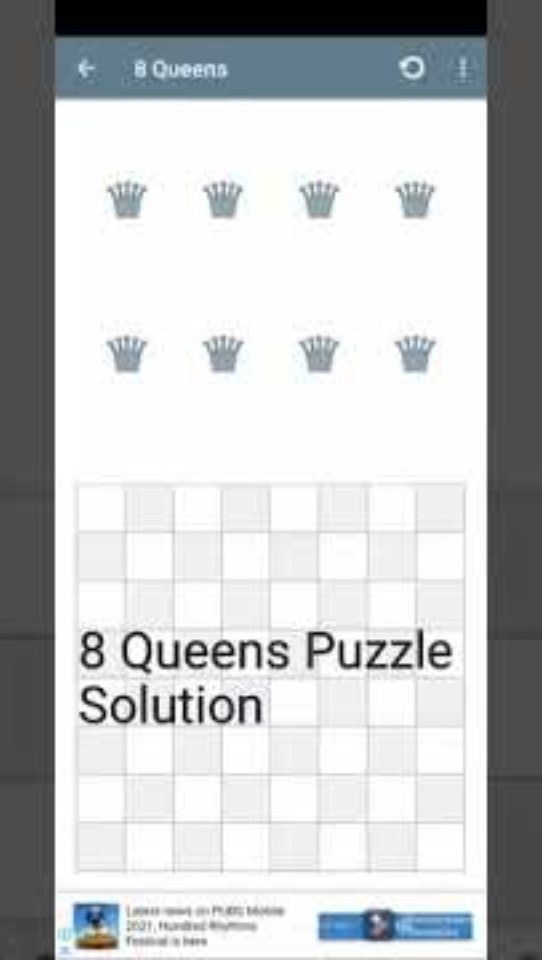 8 Queens
8 Queens Puzzle
Solution
Latest news on PUBG Mobile
2021, Hundred Rhythms
Festival is here